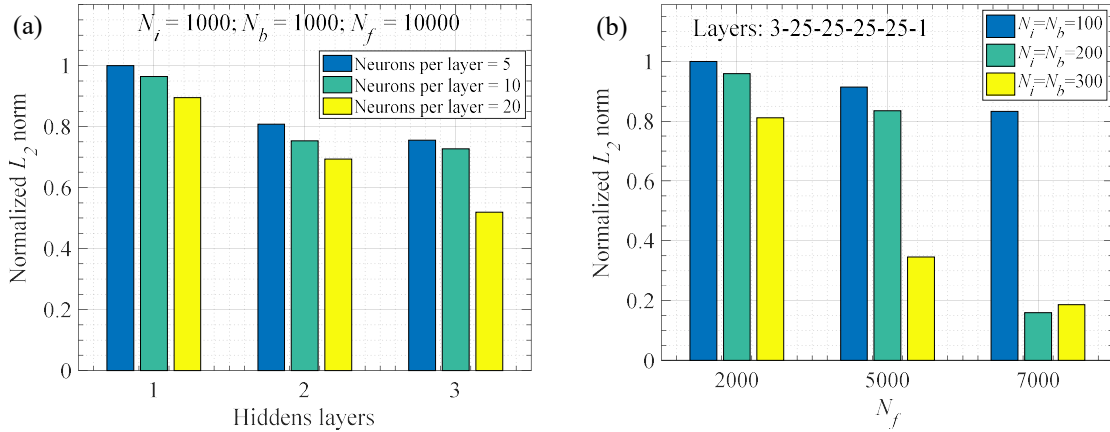 (a)
N_i = 1000; N_b = 1000; N_f = 10000
Neurons per layer = 5
Neurons per layer = 10
Neurons per layer = 20
Normalized L_2 norm
1
0.8
0.6
0.4
0.2
0
1 2 3
Hiddens layers
(b)
Layers: 3-25-25-25-25-1
N_i=N_b=100
N_i=N_b=200
N_i=N_b=300
Normalized L_2 norm
1
0.8
0.6
0.4
0.2
0
2000 5000 7000
N_f